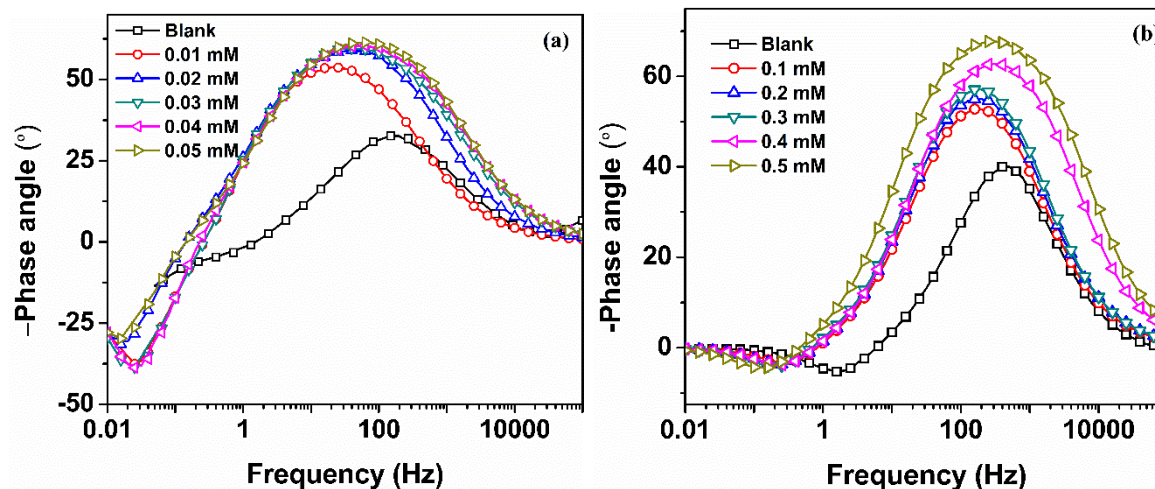 (a)
Blank
0.01 mM
0.02 mM
0.03 mM
0.04 mM
0.05 mM
50
25
0
-25
-50
−Phase angle (°)
0.01
1
100
10000
Frequency (Hz)
(b)
Blank
0.1 mM
0.2 mM
0.3 mM
0.4 mM
0.5 mM
60
40
20
0
-Phase angle (°)
0.01
1
100
10000
Frequency (Hz)